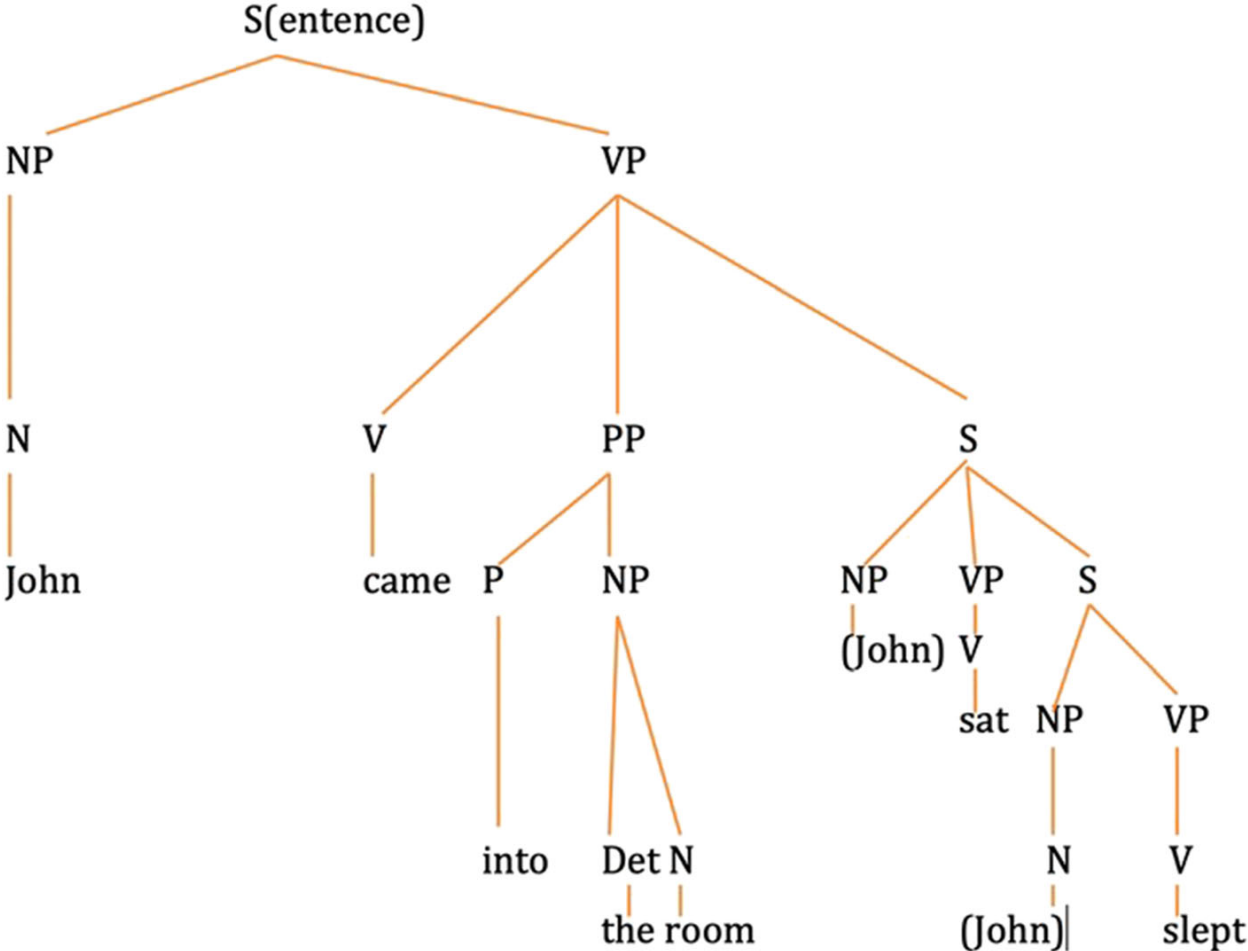 S(entence)
NP VP
N V PP S
John came P NP NP VP S
(John) V
sat NP VP
into Det N N V
the room (John) slept